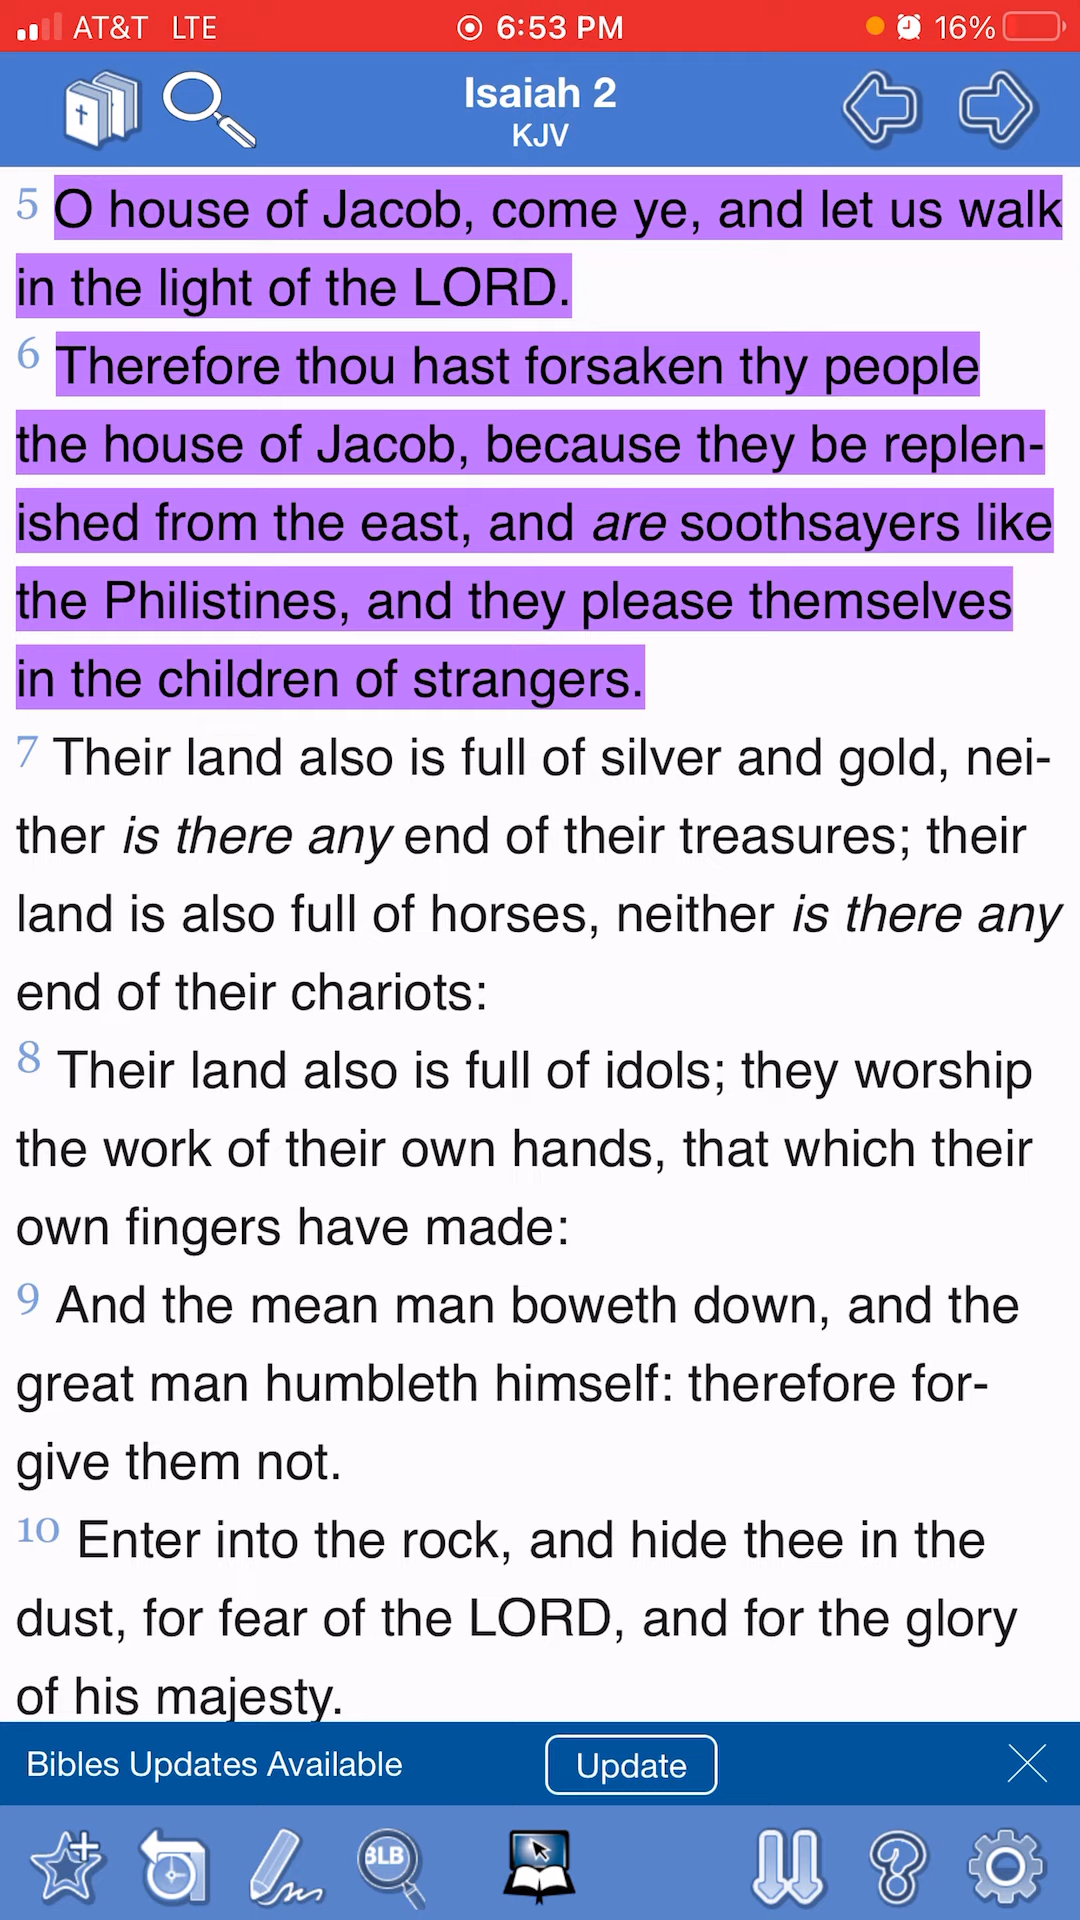 AT&T LTE 6:53 PM 16%
Isaiah 2
KJV
5 O house of Jacob, come ye, and let us walk
in the light of the LORD.
6 Therefore thou hast forsaken thy people
the house of Jacob, because they be replen-
ished from the east, and are soothsayers like
the Philistines, and they please themselves
in the children of strangers.
7 Their land also is full of silver and gold, nei-
ther is there any end of their treasures; their
land is also full of horses, neither is there any
end of their chariots:
8 Their land also is full of idols; they worship
the work of their own hands, that which their
own fingers have made:
9 And the mean man boweth down, and the
great man humbleth himself: therefore for-
give them not.
10 Enter into the rock, and hide thee in the
dust, for fear of the LORD, and for the glory
of his majesty.
Bibles Updates Available Update
BLB